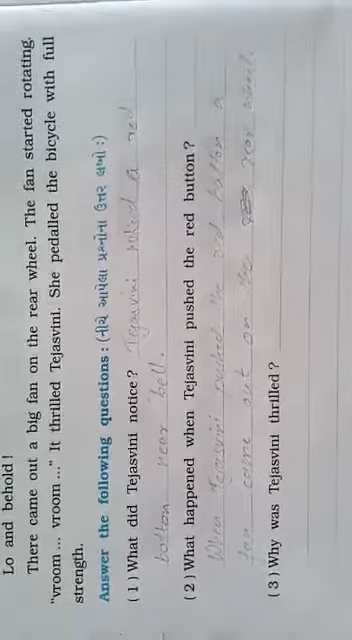 Lo and behold!
There came out a big fan on the rear wheel. The fan started rotating.
“vroom ... vroom ...” It thrilled Tejasvini. She pedalled the bicycle with full
strength.
Answer the following questions : (નીચે આપેલા પ્રશ્નોના ઉત્તર લખો :)
(1) What did Tejasvini notice? Tejasvini noticed a red
button near bell.
(2) What happened when Tejasvini pushed the red button?
When Tejasvini pushed the red button a
fan came out on the rear wheel.
(3) Why was Tejasvini thrilled?